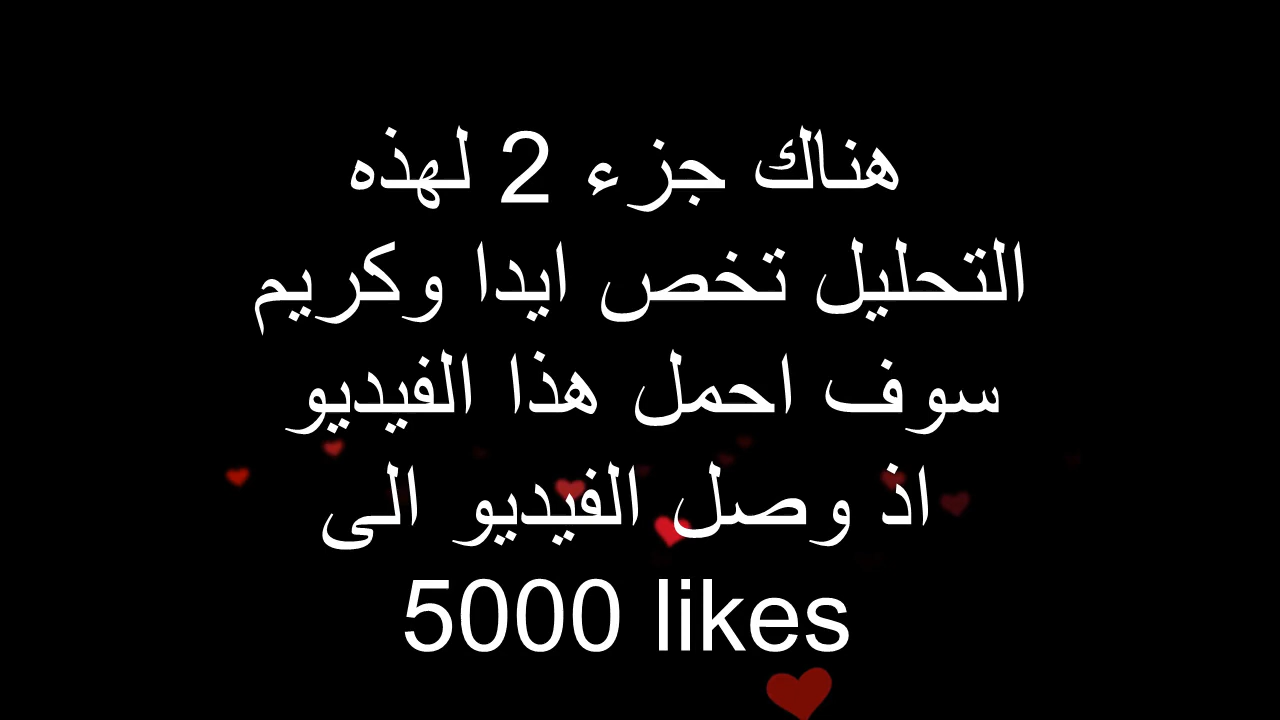 هناك جزء 2 لهذه
التحليل تخص ايدا وكريم
سوف احمل هذا الفيديو
اذ وصل الفيديو الى
5000 likes